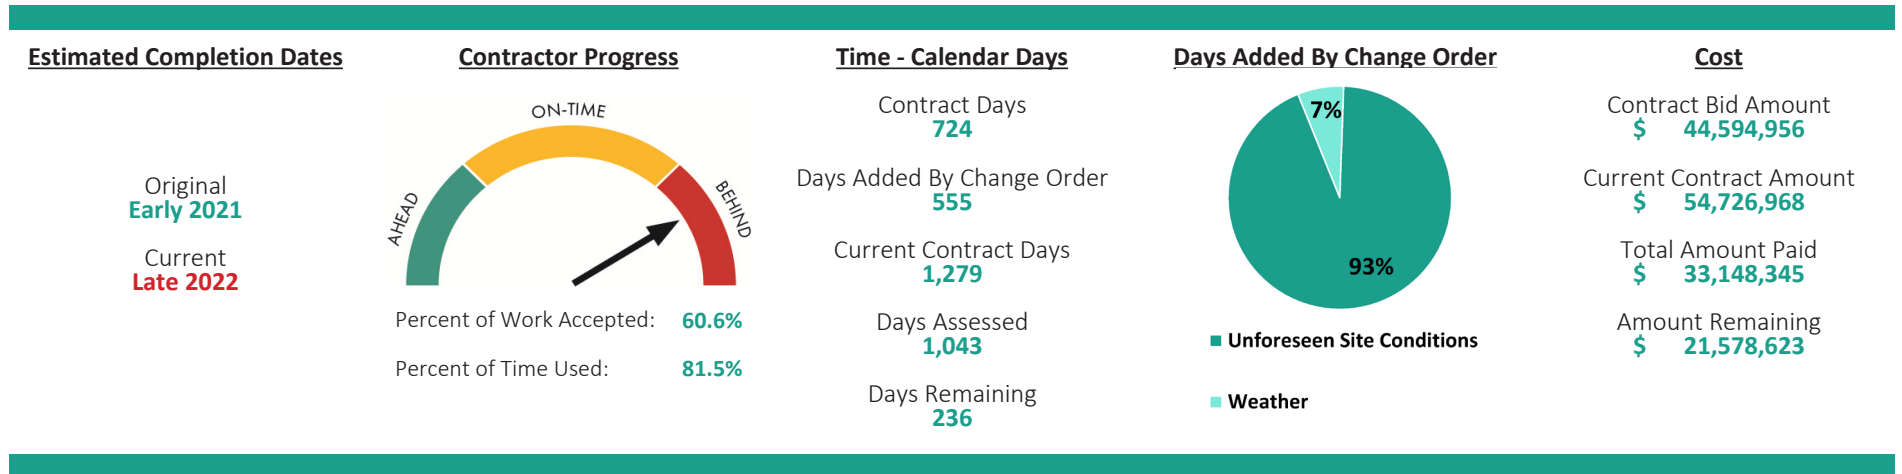 Estimated Completion Dates
Original
Early 2021
Current
Late 2022
Contractor Progress
AHEAD
ON-TIME
BEHIND
Percent of Work Accepted: 60.6%
Percent of Time Used: 81.5%
Time - Calendar Days
Contract Days
724
Days Added By Change Order
555
Current Contract Days
1,279
Days Assessed
1,043
Days Remaining
236
Days Added By Change Order
7%
93%
Unforeseen Site Conditions
Weather
Cost
Contract Bid Amount
$ 44,594,956
Current Contract Amount
$ 54,726,968
Total Amount Paid
$ 33,148,345
Amount Remaining
$ 21,578,623